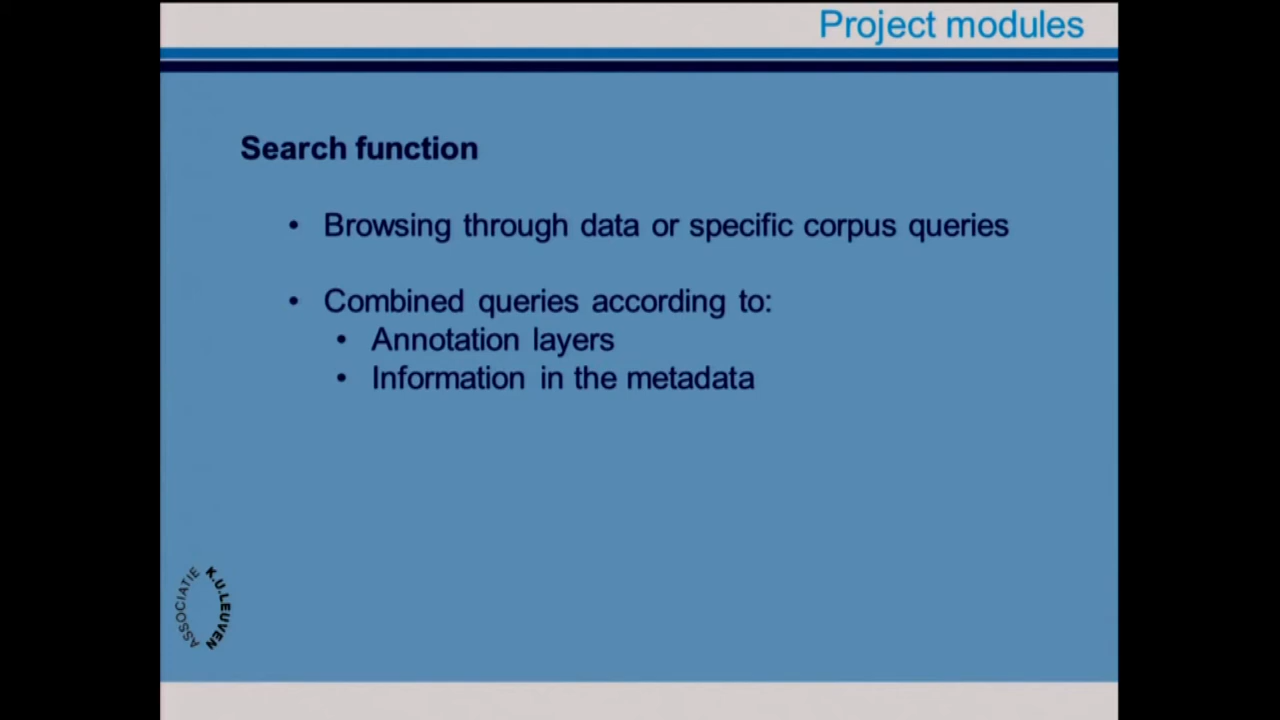 Project modules
Search function
• Browsing through data or specific corpus queries
• Combined queries according to:
• Annotation layers
• Information in the metadata
ASSOCIATIE
K.U.LEUVEN